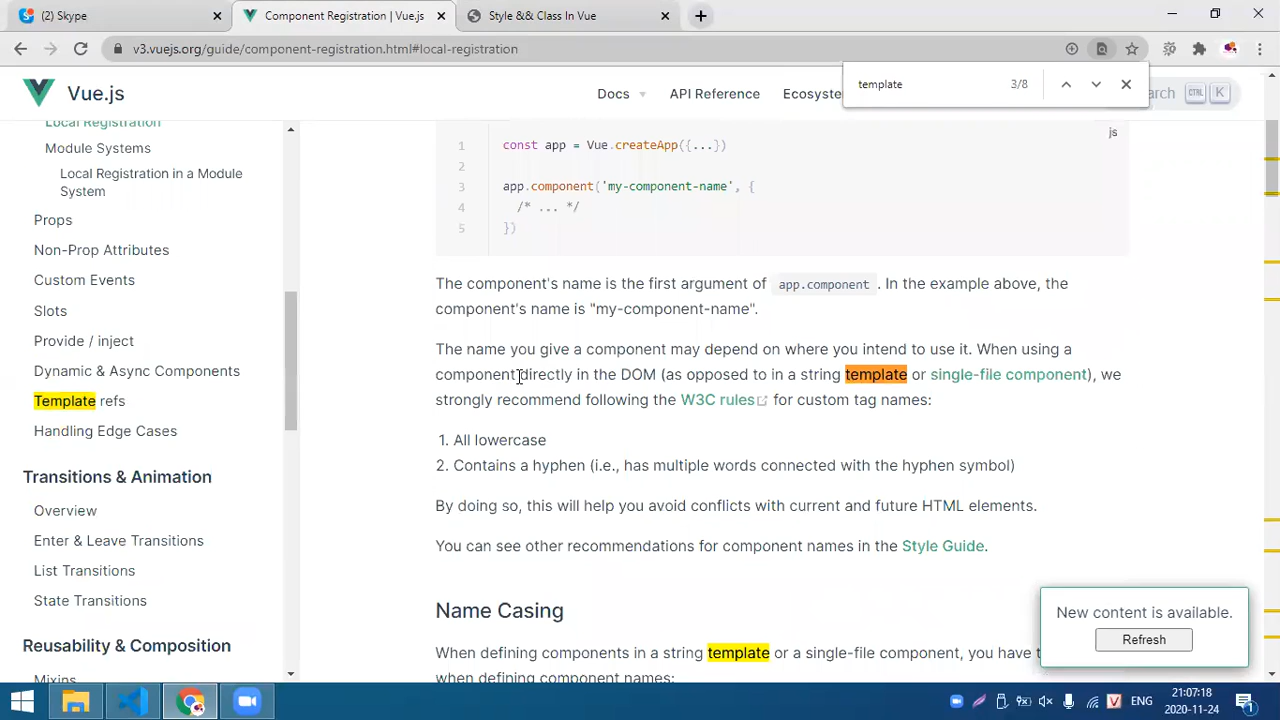 (2) Skype
Component Registration | Vue.js
Style && Class In Vue
v3.vuejs.org/guide/component-registration.html#local-registration
template
3/8
Vue.js
Docs
API Reference
Ecosyste
arch
CTRL
K
Local Registration
Module Systems
Local Registration in a Module
System
Props
Non-Prop Attributes
Custom Events
Slots
Provide / inject
Dynamic & Async Components
Template refs
Handling Edge Cases
Transitions & Animation
Overview
Enter & Leave Transitions
List Transitions
State Transitions
Reusability & Composition
Mixins
js
1 const app = Vue.createApp({...})
2
3 app.component('my-component-name', {
4 /* ... */
5 })
The component's name is the first argument of app.component. In the example above, the
component's name is "my-component-name".
The name you give a component may depend on where you intend to use it. When using a
component directly in the DOM (as opposed to in a string template or single-file component), we
strongly recommend following the W3C rules for custom tag names:
1. All lowercase
2. Contains a hyphen (i.e., has multiple words connected with the hyphen symbol)
By doing so, this will help you avoid conflicts with current and future HTML elements.
You can see other recommendations for component names in the Style Guide.
Name Casing
When defining components in a string template or a single-file component, you have t
when defining component names:
New content is available.
Refresh
V
ENG
21:07:18
2020-11-24
1